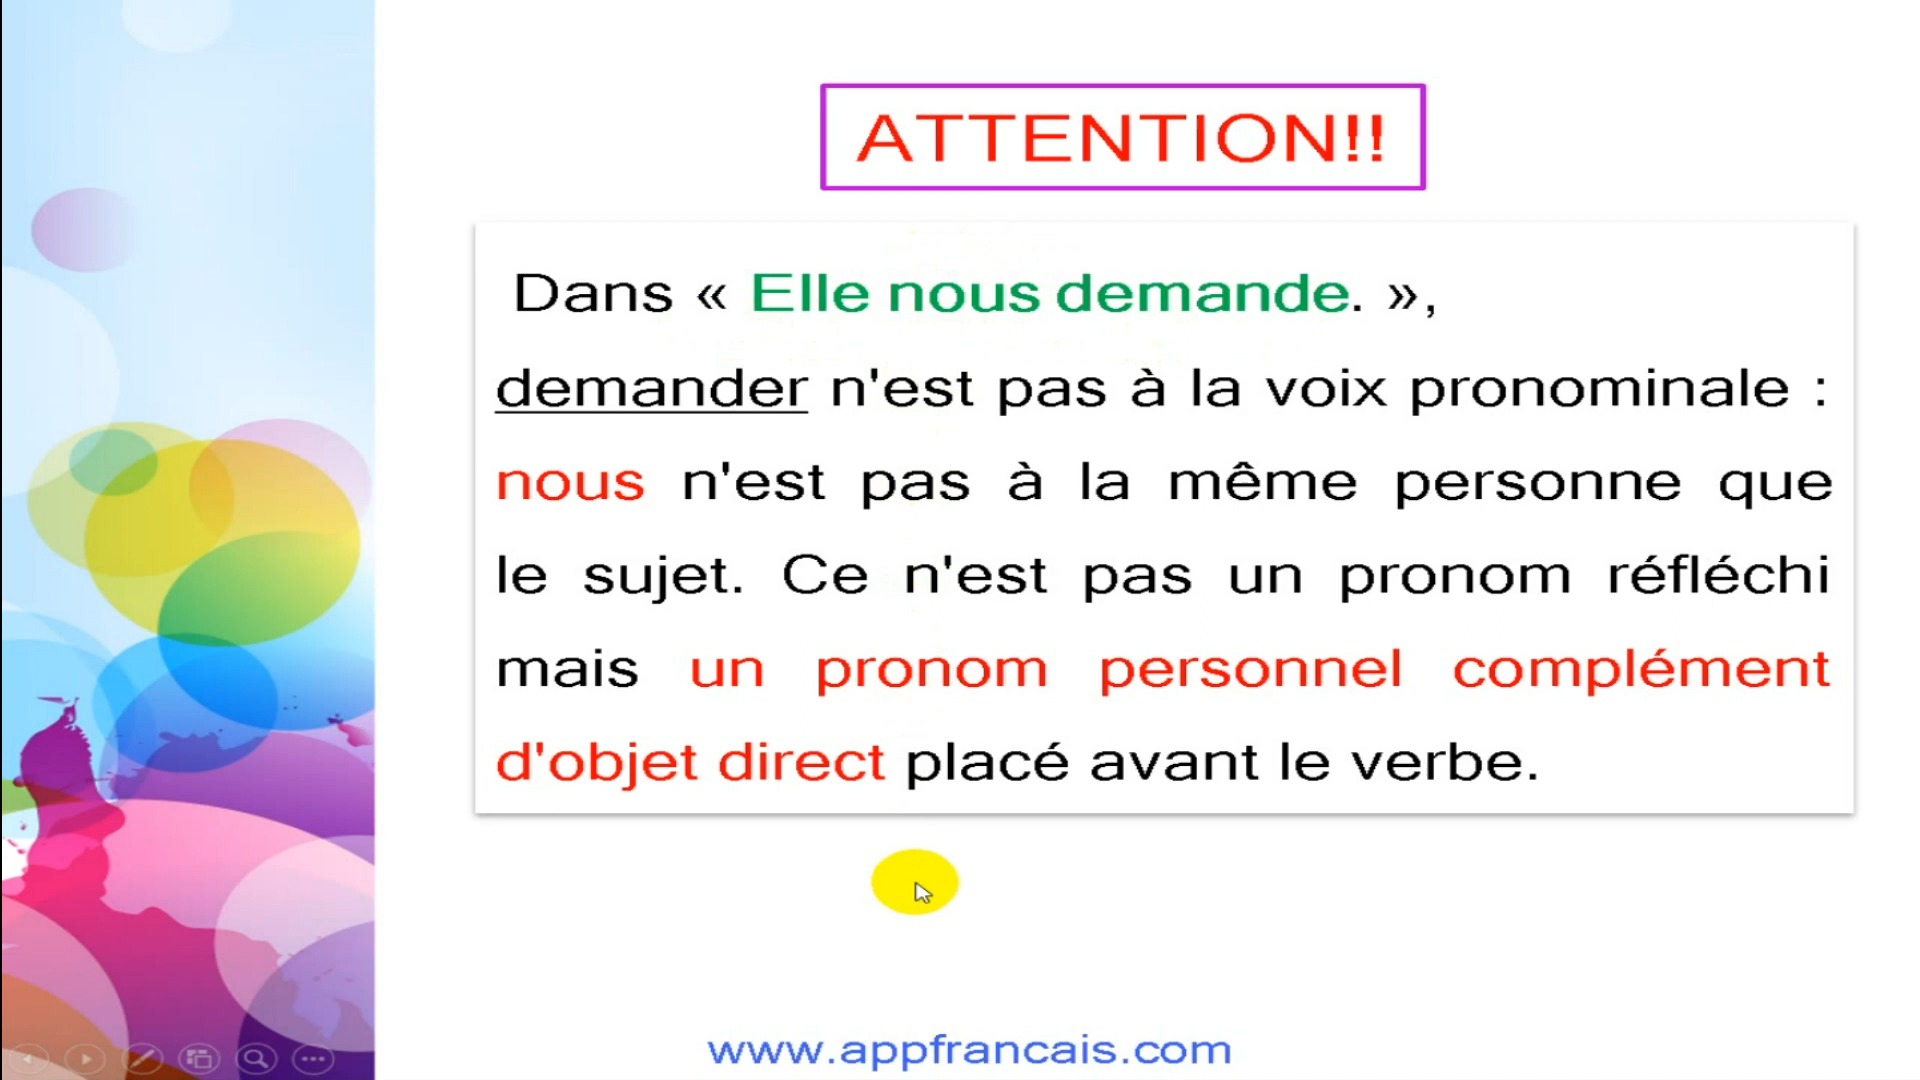 ATTENTION!!
Dans « Elle nous demande. »,
demander n'est pas à la voix pronominale :
nous n'est pas à la même personne que
le sujet. Ce n'est pas un pronom réfléchi
mais un pronom personnel complément
d'objet direct placé avant le verbe.
www.appfrancais.com